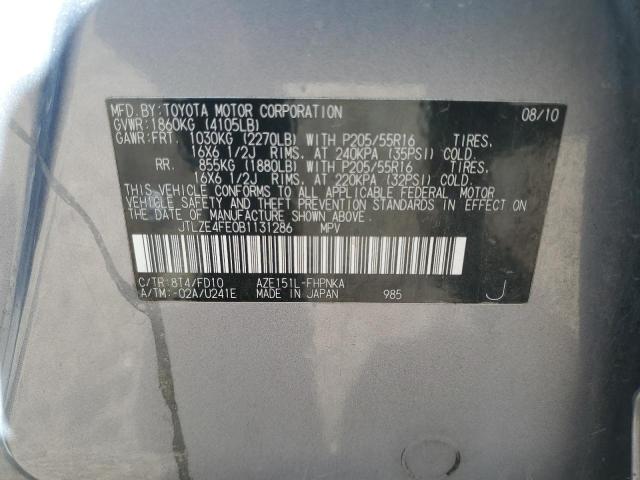 MFD. BY: TOYOTA MOTOR CORPORATION 08/10
GVWR: 1860KG (4105LB)
GAWR: FRT. 1030KG (2270LB) WITH P205/55R16 TIRES,
16X6 1/2J RIMS, AT 240KPA (35PSI) COLD.
RR. 855KG (1880LB) WITH P205/55R16 TIRES,
16X6 1/2J RIMS, AT 220KPA (32PSI) COLD.
THIS VEHICLE CONFORMS TO ALL APPLICABLE FEDERAL MOTOR
VEHICLE SAFETY AND THEFT PREVENTION STANDARDS IN EFFECT ON
THE DATE OF MANUFACTURE SHOWN ABOVE.
JTLZE4FE0B1131286 MPV
C/TR: 8T4/FD10 AZE151L-FHPNKA
A/TM: -02A/U241E MADE IN JAPAN 985 J